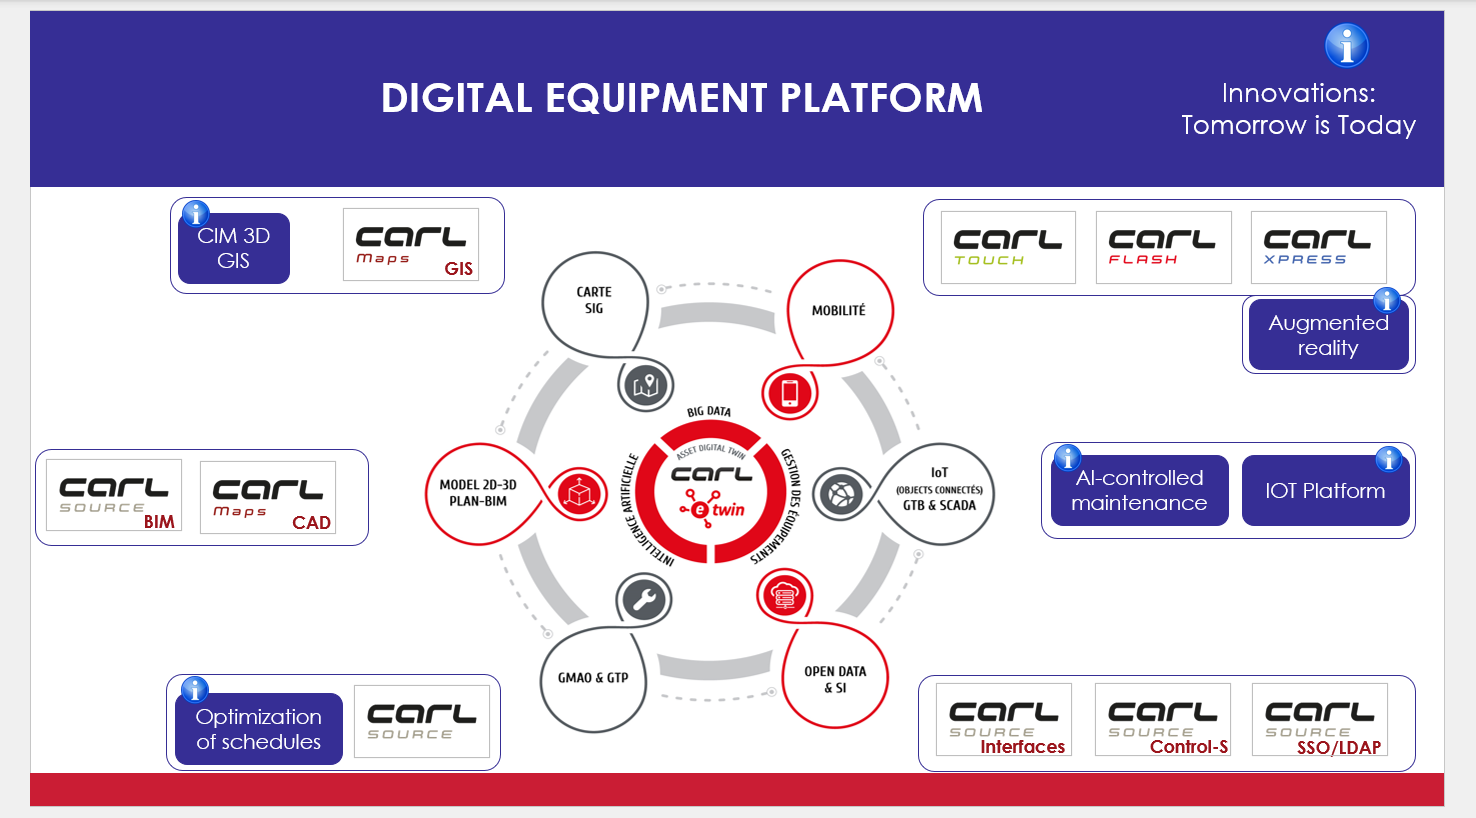 DIGITAL EQUIPMENT PLATFORM
Innovations:
Tomorrow is Today
CIM 3D
GIS
CARL
Maps
GIS
CARL
TOUCH
CARL
FLASH
CARL
XPRESS
Augmented
reality
CARTE
SIG
MOBILITÉ
BIG DATA
ASSET DIGITAL TWIN
CARL
e twin
INTELLIGENCE ARTIFICIELLE
GESTION DES ÉQUIPEMENTS
MODEL 2D-3D
PLAN-BIM
IoT
(OBJECTS CONNECTÉS)
GTB & SCADA
CARL
SOURCE
BIM
CARL
Maps
CAD
AI-controlled
maintenance
IOT Platform
GMAO & GTP
OPEN DATA
& SI
Optimization
of schedules
CARL
SOURCE
CARL
SOURCE
Interfaces
CARL
SOURCE
Control-S
CARL
SOURCE
SSO/LDAP